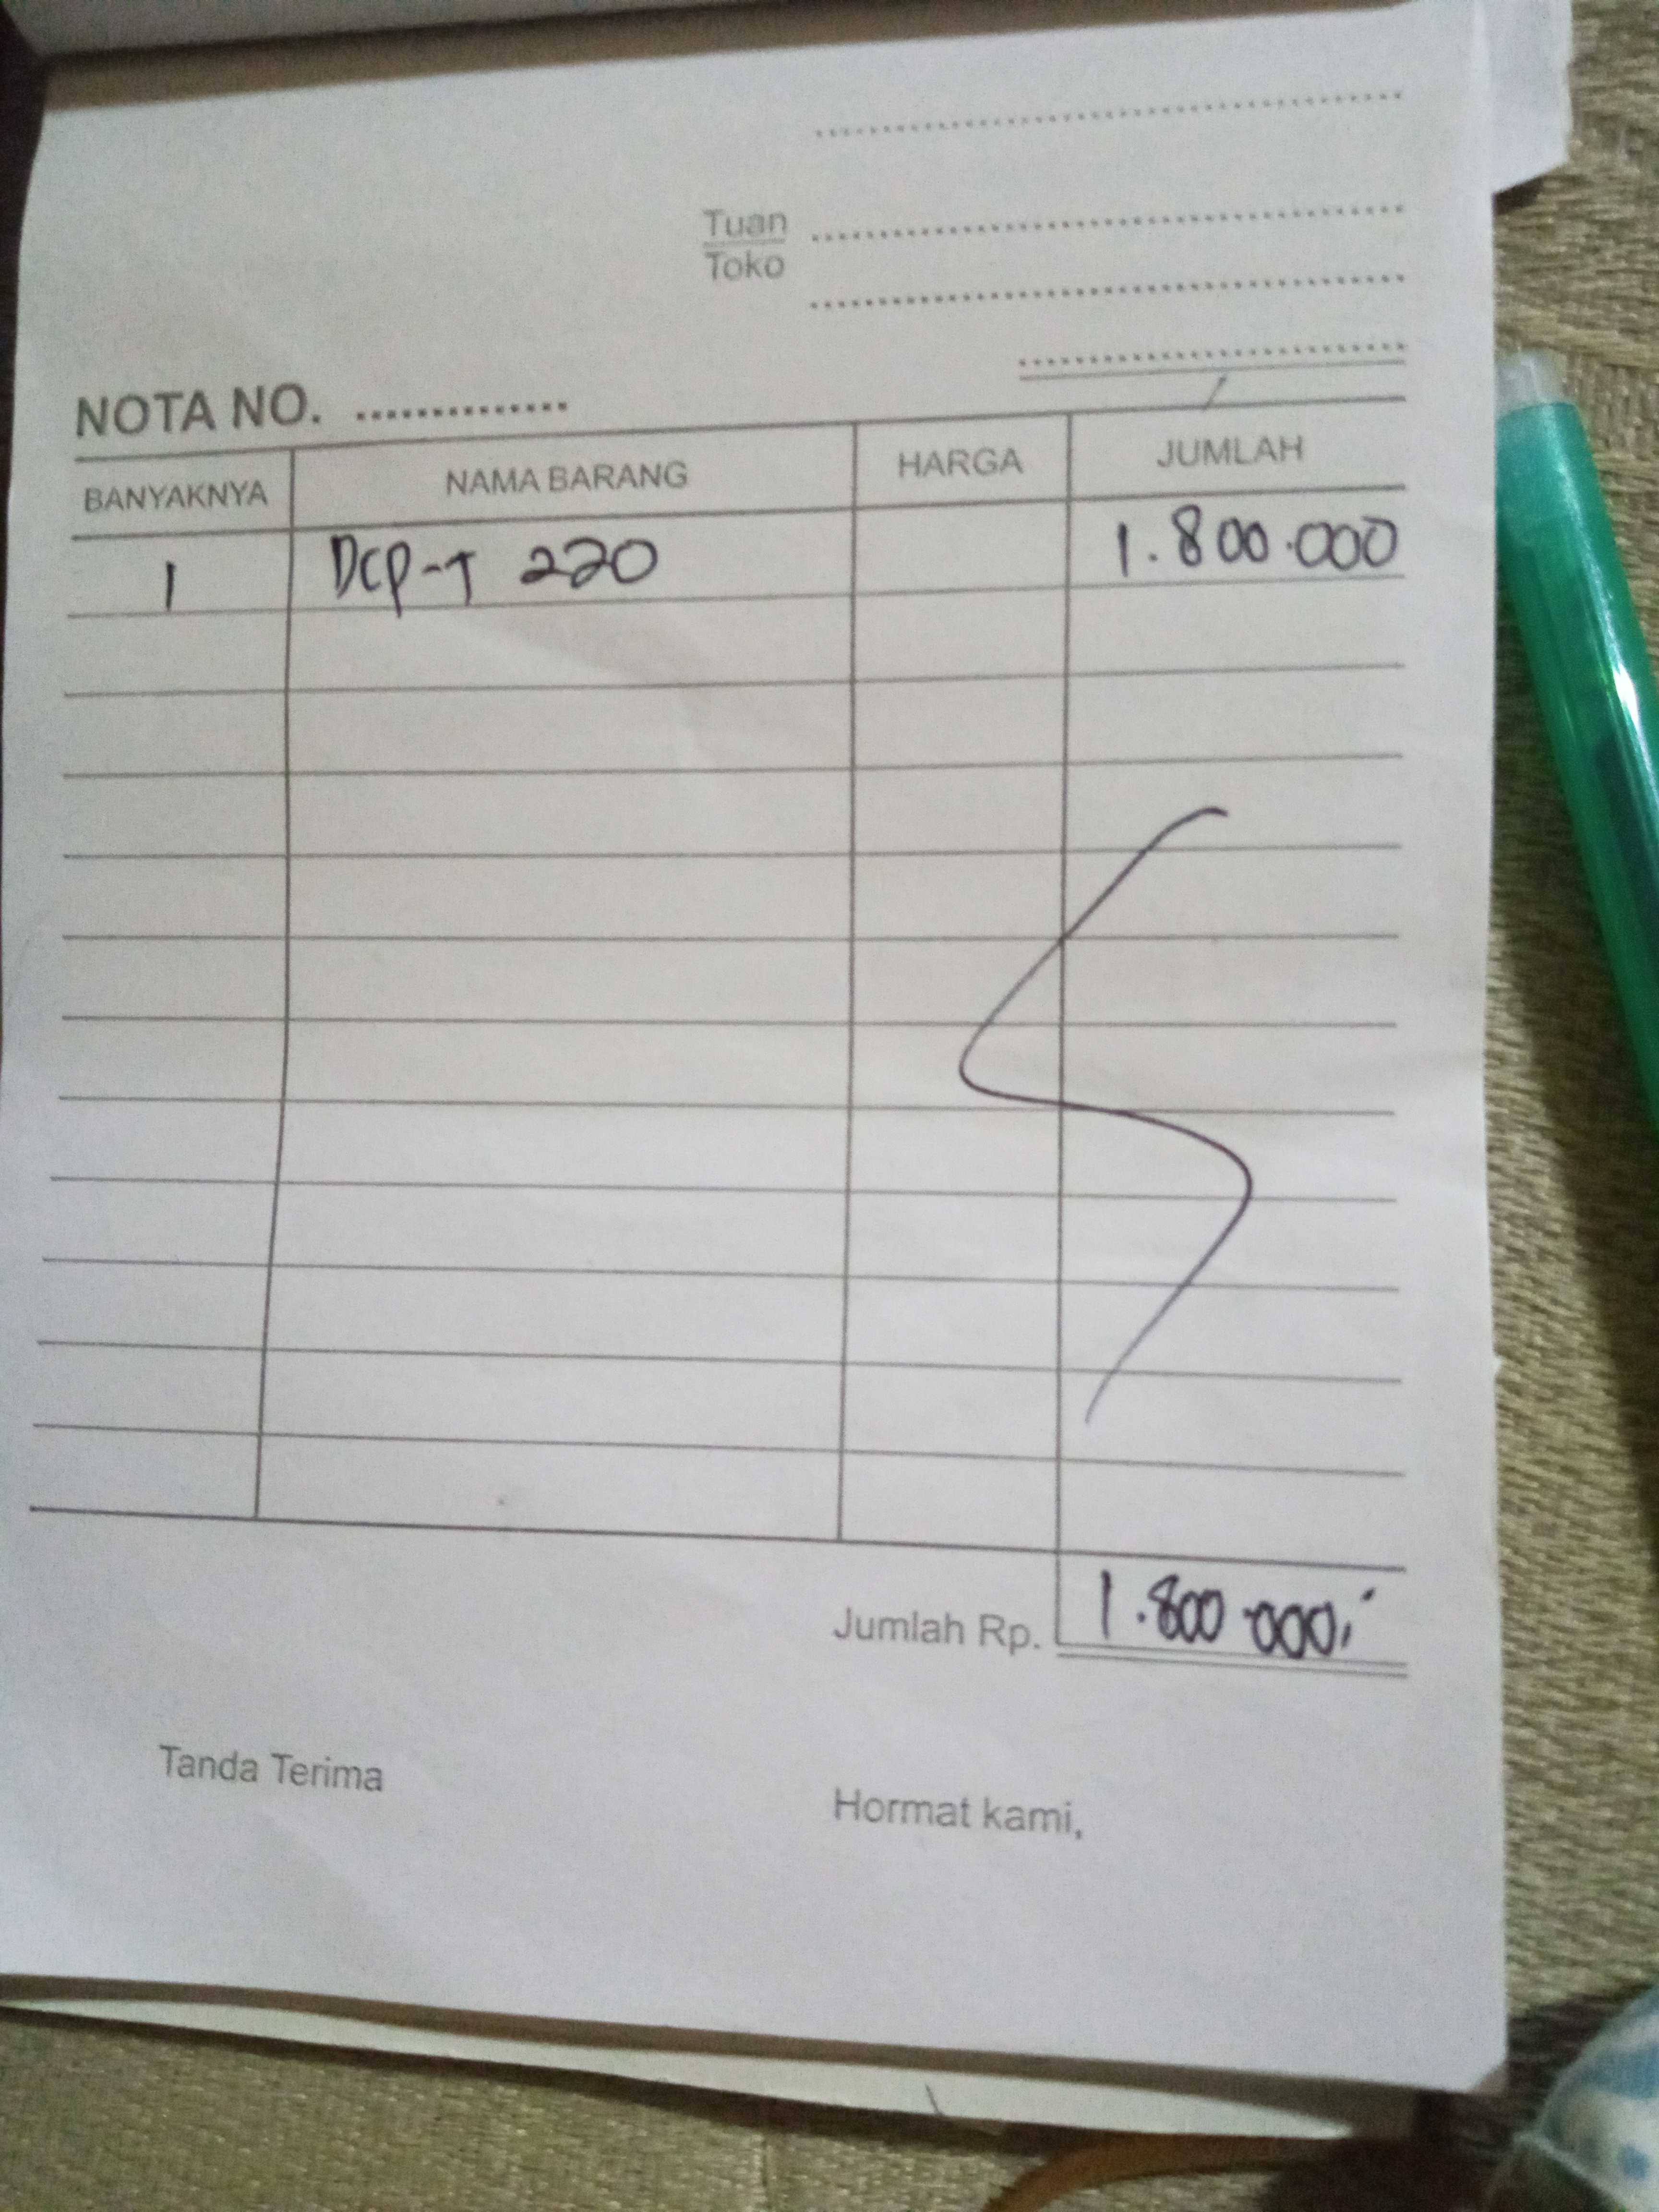 Tuan
Toko
NOTA NO. ..............
BANYAKNYA NAMA BARANG HARGA JUMLAH
1 DCP-T 220 1.800.000
Jumlah Rp. 1.800.000,-
Tanda Terima
Hormat kami,